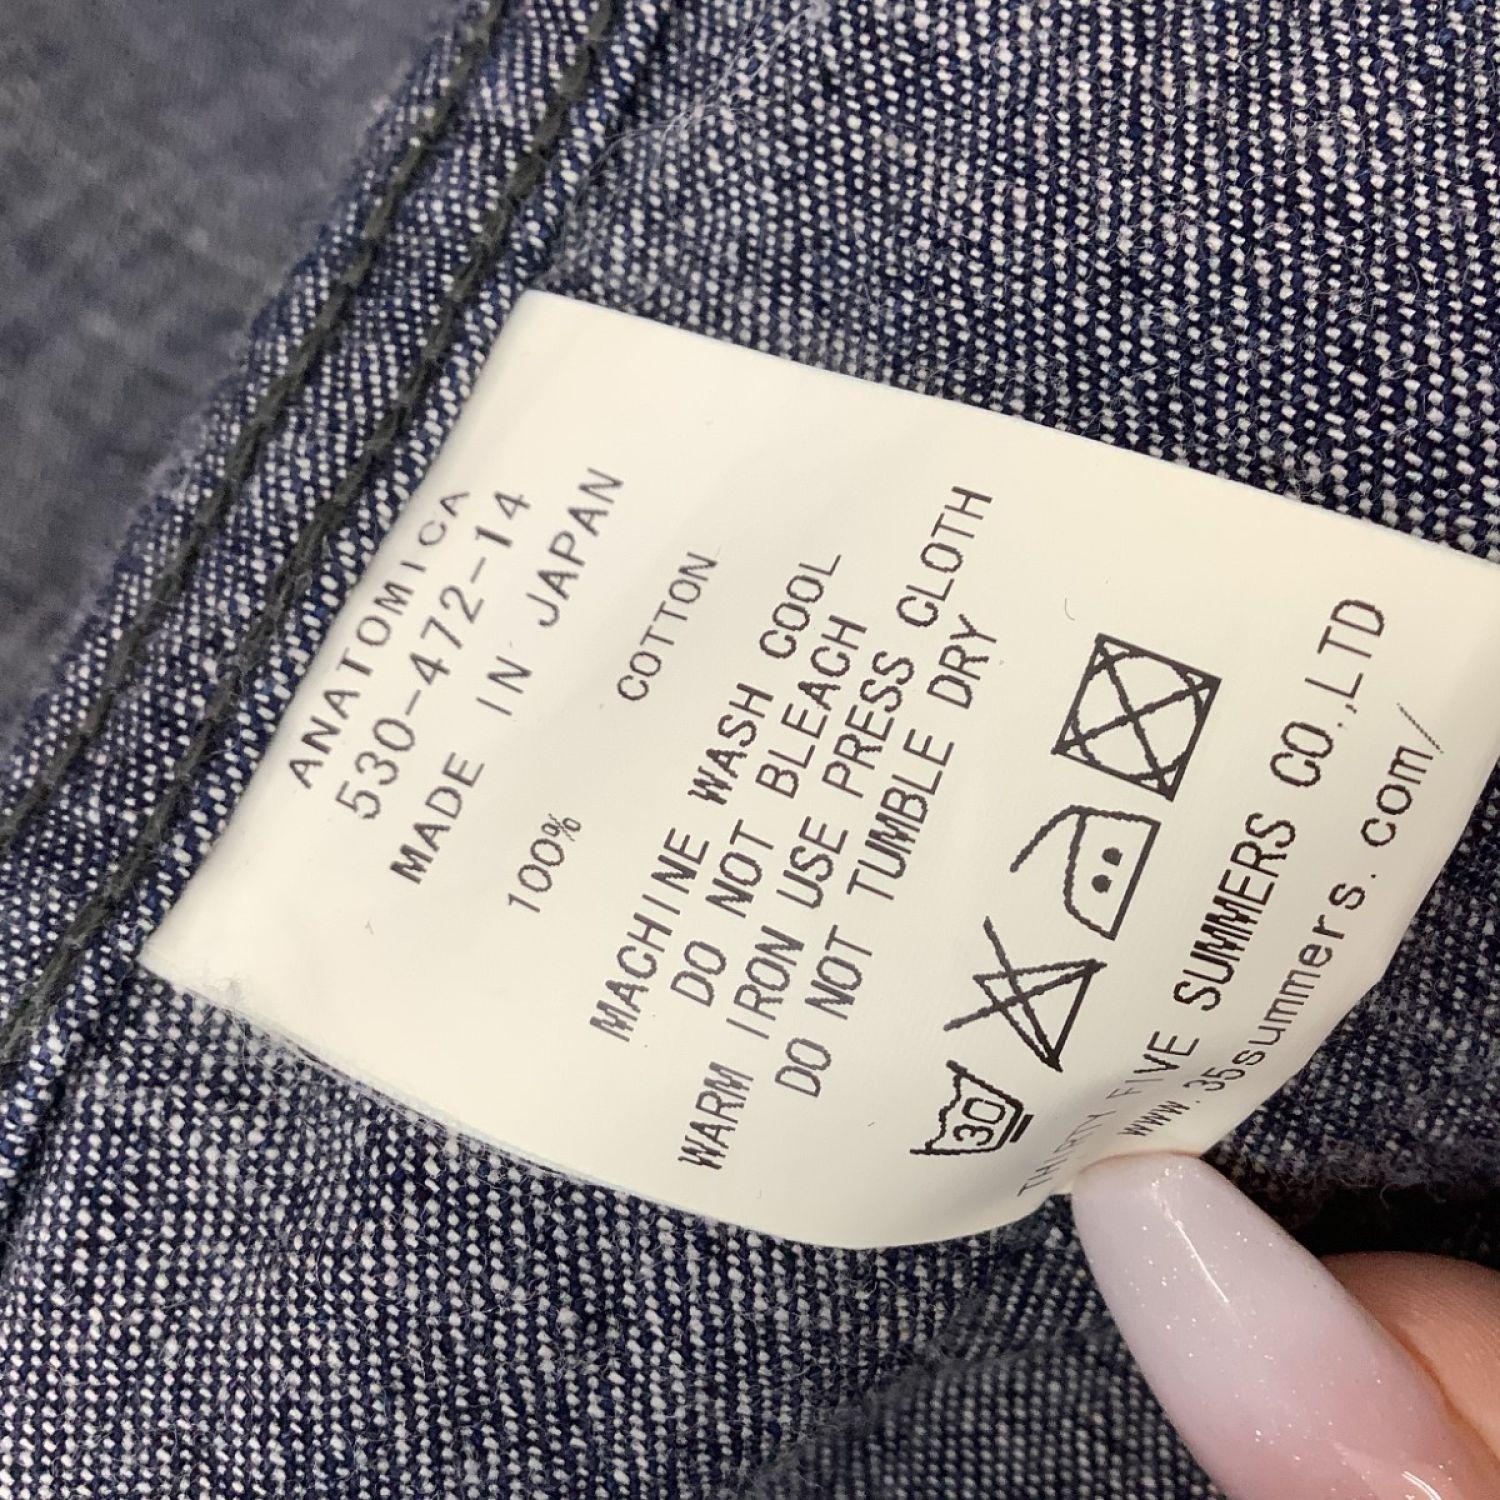 ANATOMICA
530-472-14
MADE IN JAPAN
100% COTTON
MACHINE WASH COOL
DO NOT BLEACH
WARM IRON USE PRESS CLOTH
DO NOT TUMBLE DRY
30
THIRTY FIVE SUMMERS CO.,LTD
www.35summers.com/